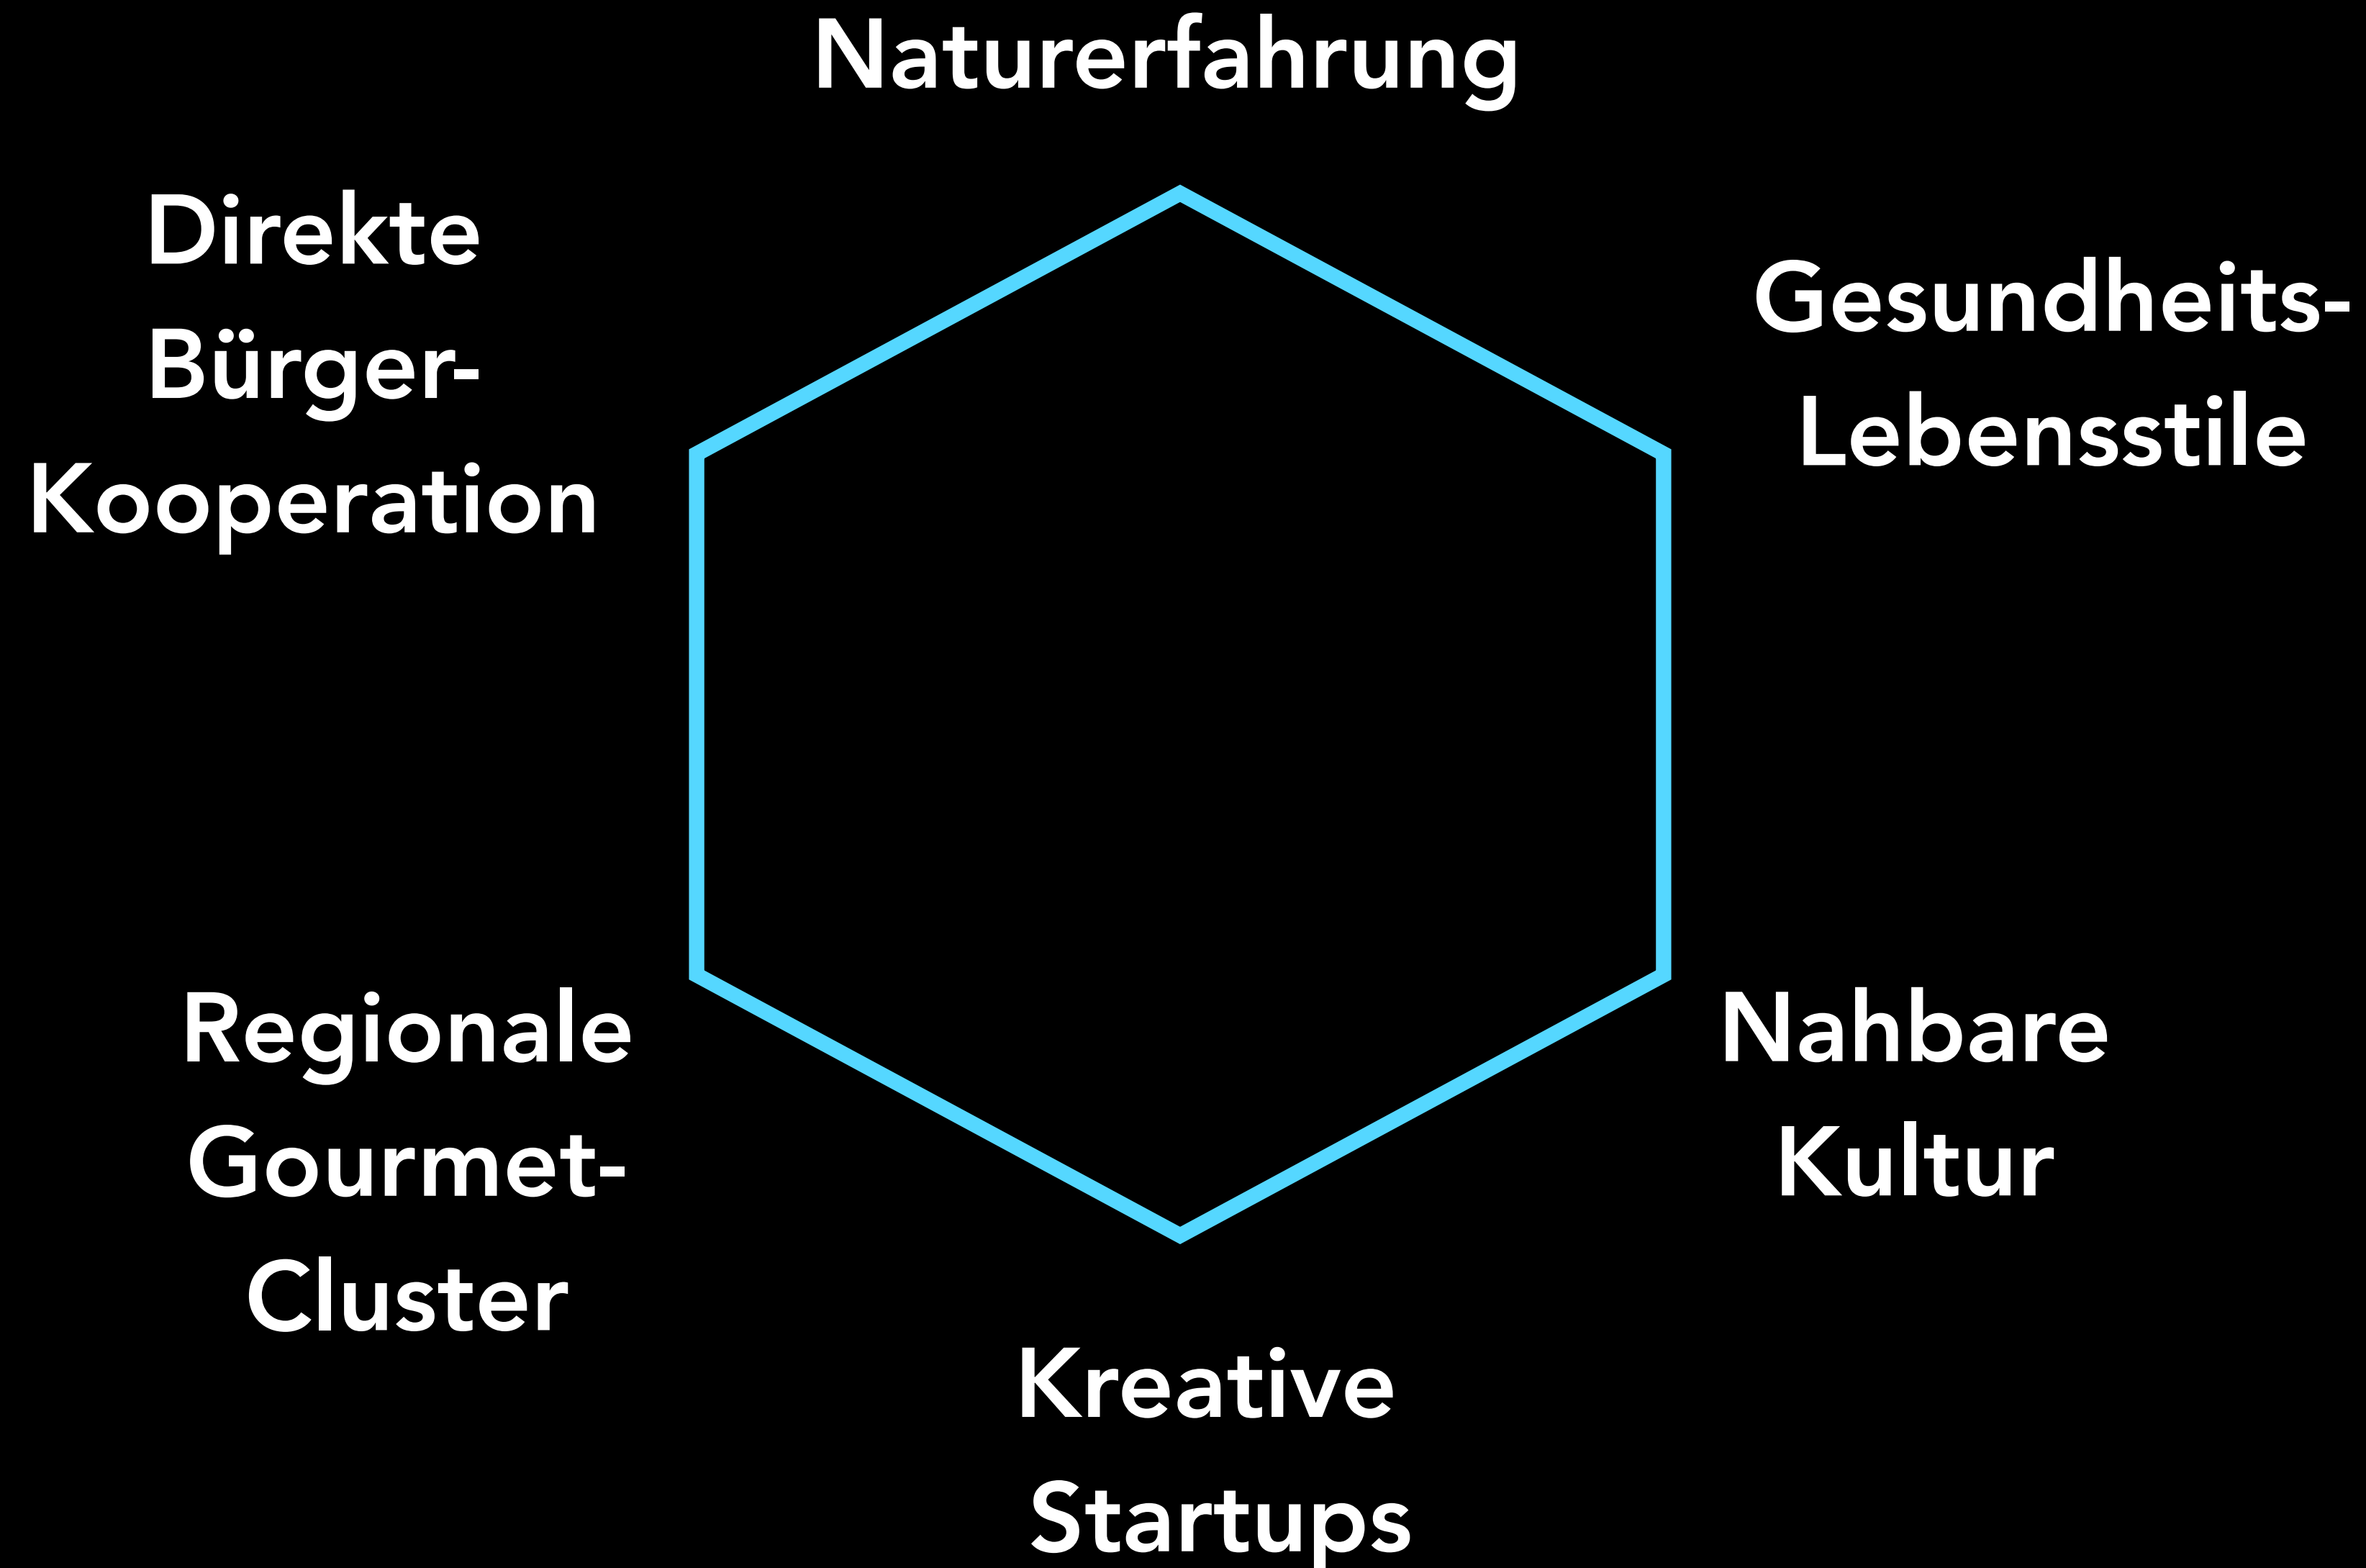 Naturerfahrung
Direkte
Bürger-
Kooperation
Gesundheits-
Lebensstile
Regionale
Gourmet-
Cluster
Nahbare
Kultur
Kreative
Startups